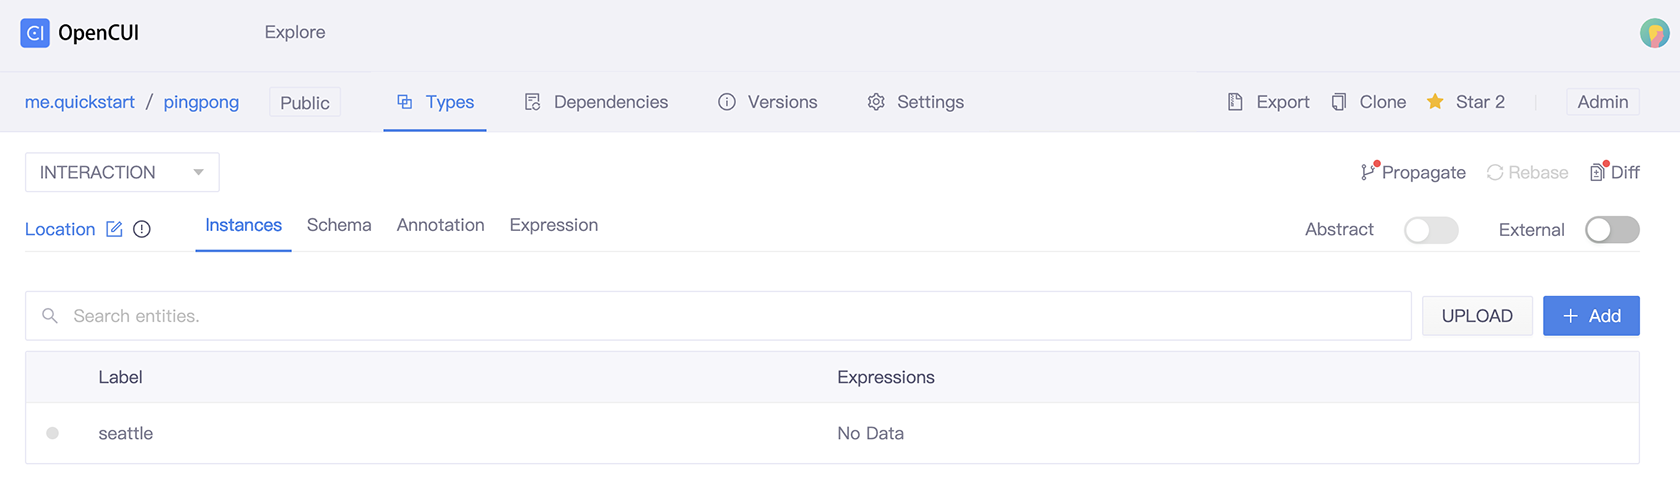 CI OpenCUI Explore
me.quickstart / pingpong Public Types Dependencies Versions Settings Export Clone Star 2 Admin
INTERACTION Propagate Rebase Diff
Location Instances Schema Annotation Expression Abstract External
Search entities. UPLOAD + Add
Label Expressions
seattle No Data